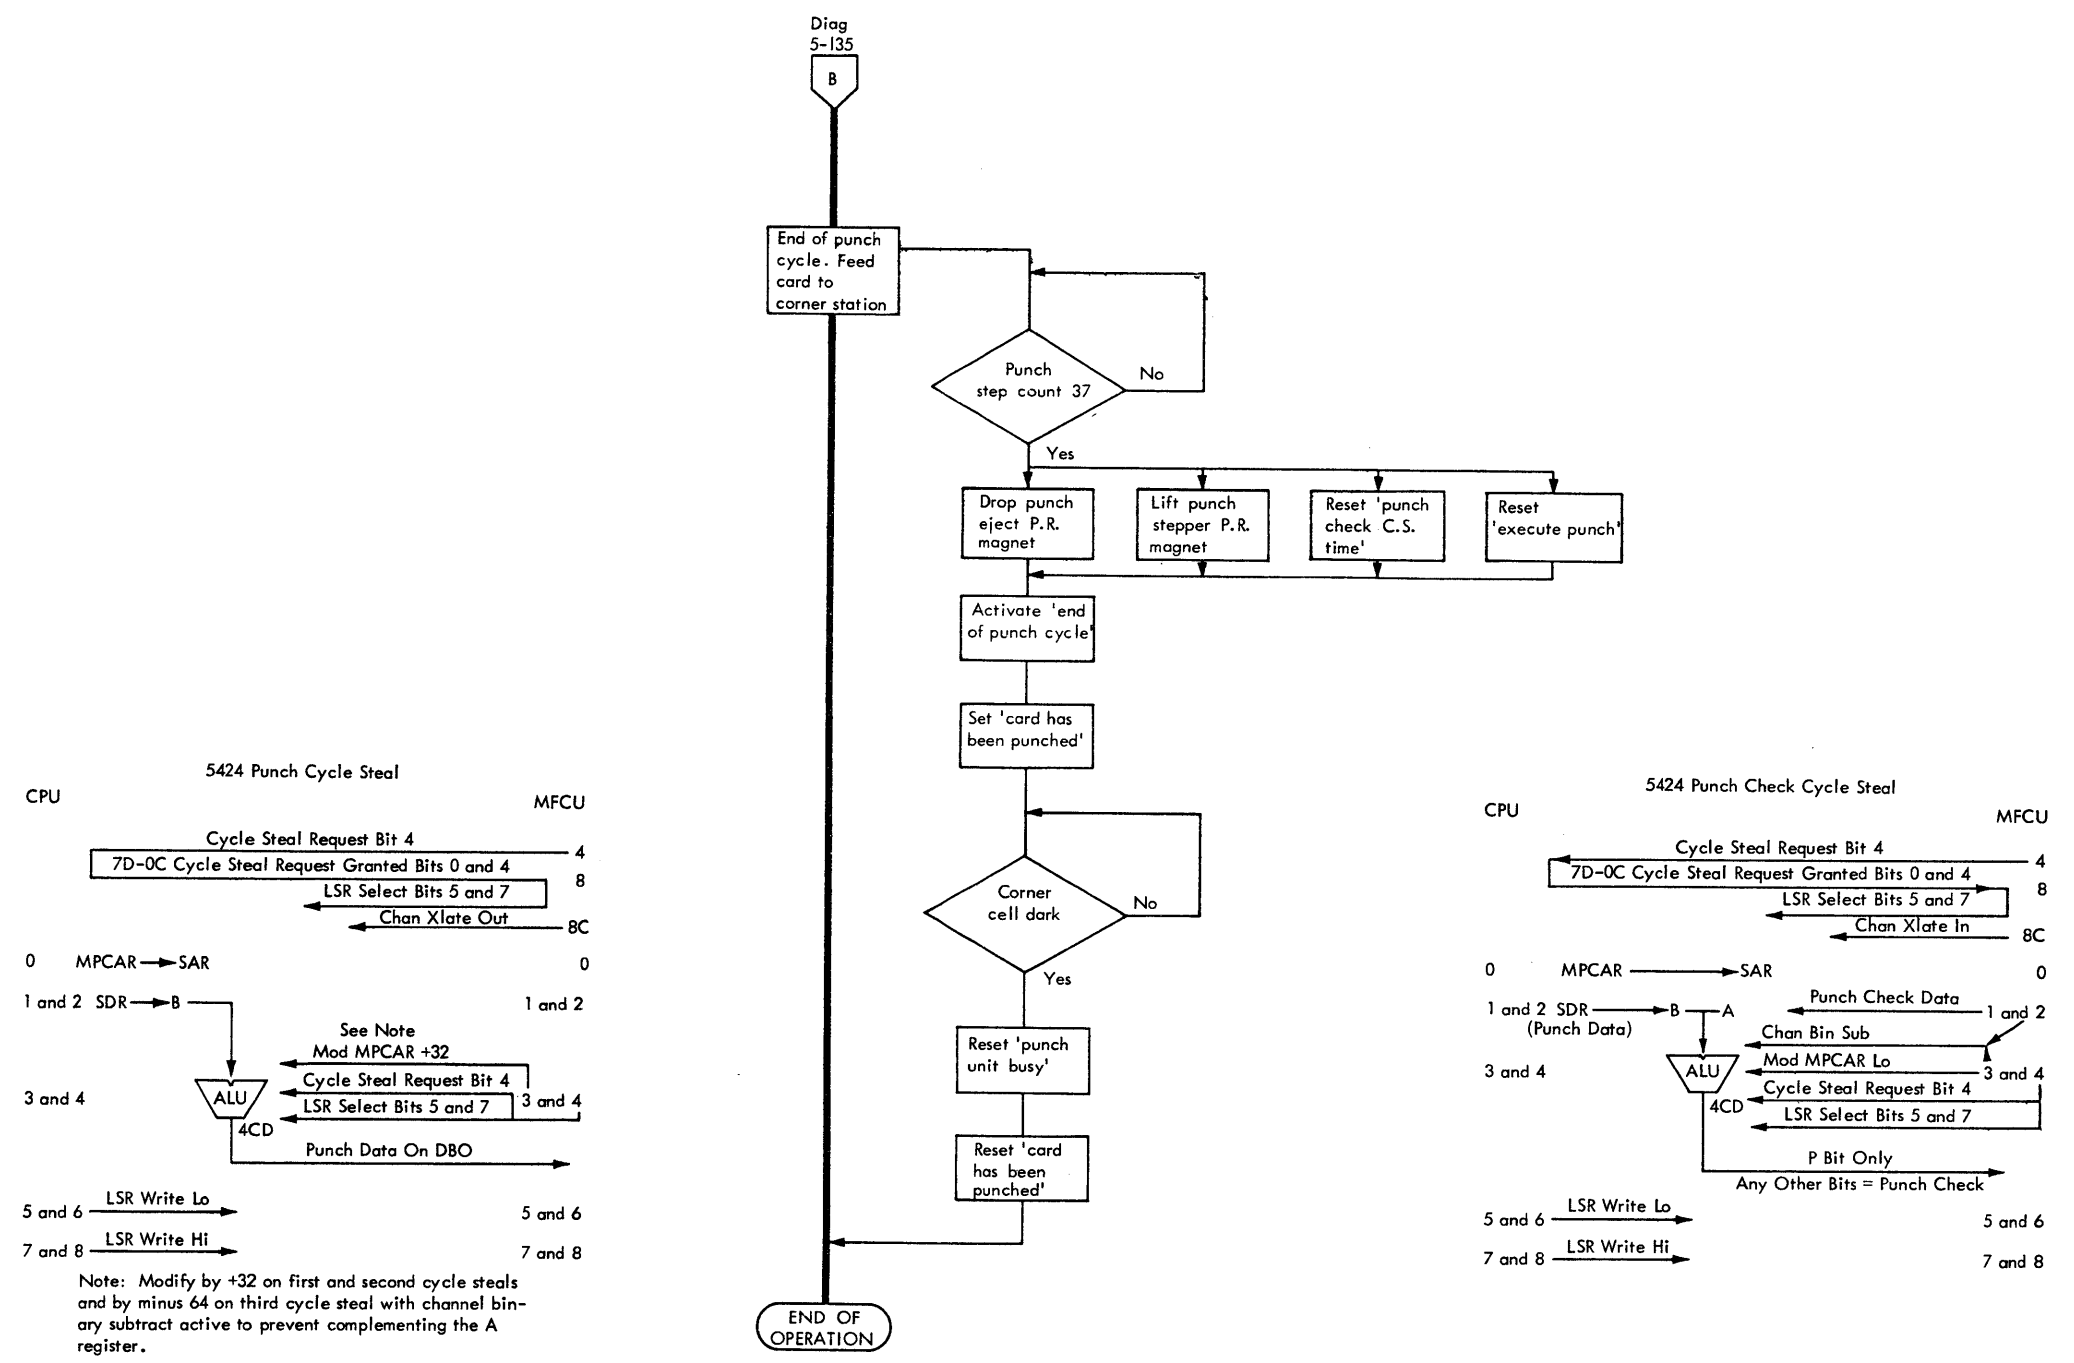 Diag
5-135
B
End of punch
cycle. Feed
card to
corner station
Punch
step count 37
No
Yes
Drop punch
eject P.R.
magnet
Lift punch
stepper P.R.
magnet
Reset 'punch
check C.S.
time'
Reset
'execute punch'
Activate 'end
of punch cycle'
Set 'card has
been punched'
Corner
cell dark
No
Yes
Reset 'punch
unit busy'
Reset 'card
has been
punched'
END OF
OPERATION
5424 Punch Cycle Steal
CPU
MFCU
Cycle Steal Request Bit 4
4
7D-0C Cycle Steal Request Granted Bits 0 and 4
8
LSR Select Bits 5 and 7
Chan Xlate Out
8C
0
MPCAR
SAR
0
1 and 2
SDR
B
1 and 2
See Note
Mod MPCAR +32
Cycle Steal Request Bit 4
3 and 4
ALU
LSR Select Bits 5 and 7
3 and 4
4CD
Punch Data On DBO
LSR Write Lo
5 and 6
5 and 6
LSR Write Hi
7 and 8
7 and 8
Note: Modify by +32 on first and second cycle steals
and by minus 64 on third cycle steal with channel bin-
ary subtract active to prevent complementing the A
register.
5424 Punch Check Cycle Steal
CPU
MFCU
Cycle Steal Request Bit 4
4
7D-0C Cycle Steal Request Granted Bits 0 and 4
8
LSR Select Bits 5 and 7
Chan Xlate In
8C
0
MPCAR
SAR
0
1 and 2
SDR
B
A
Punch Check Data
1 and 2
(Punch Data)
Chan Bin Sub
Mod MPCAR Lo
3 and 4
ALU
3 and 4
Cycle Steal Request Bit 4
4CD
LSR Select Bits 5 and 7
P Bit Only
Any Other Bits = Punch Check
LSR Write Lo
5 and 6
5 and 6
LSR Write Hi
7 and 8
7 and 8